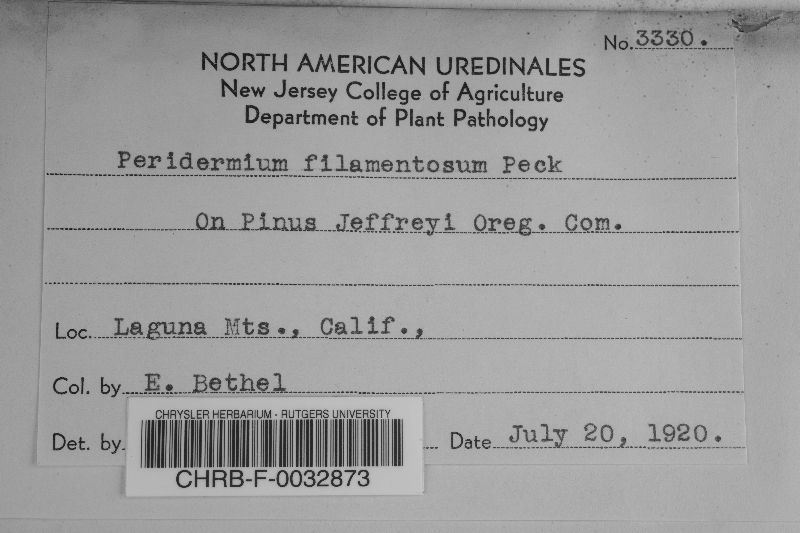 No. 3330.
NORTH AMERICAN UREDINALES
New Jersey College of Agriculture
Department of Plant Pathology
Peridermium filamentosum Peck
On Pinus Jeffreyi Oreg. Com.
Loc. Laguna Mts., Calif.,
Col. by E. Bethel
CHRYSLER HERBARIUM - RUTGERS UNIVERSITY
Det. by Date July 20, 1920.
CHRB-F-0032873